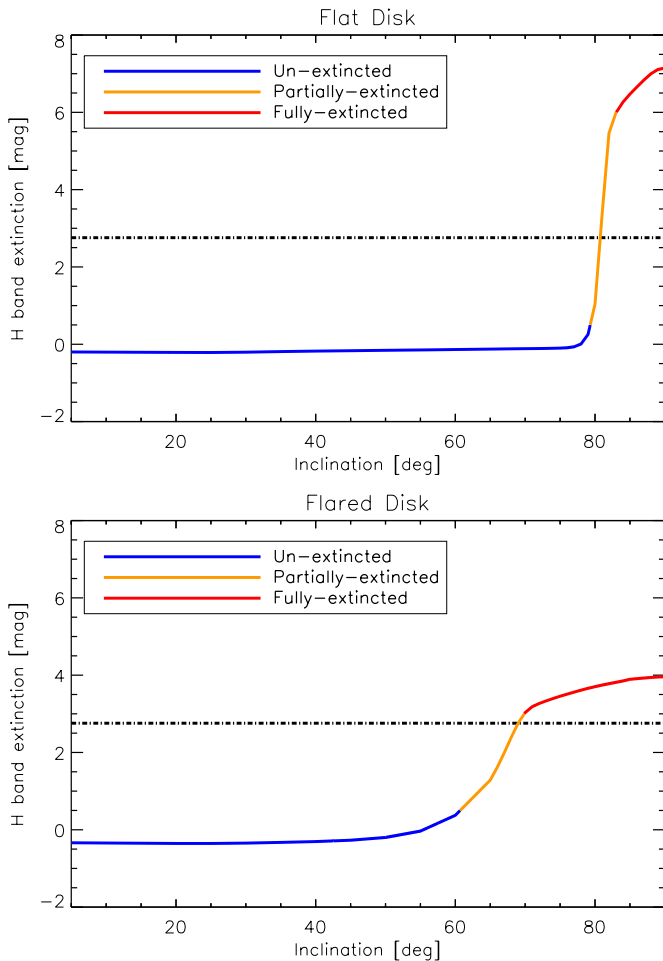 Flat Disk
8
6
4
2
0
−2
H band extinction [mag]
Un−extincted
Partially−extincted
Fully−extincted
20 40 60 80
Inclination [deg]
Flared Disk
8
6
4
2
0
−2
H band extinction [mag]
Un−extincted
Partially−extincted
Fully−extincted
20 40 60 80
Inclination [deg]